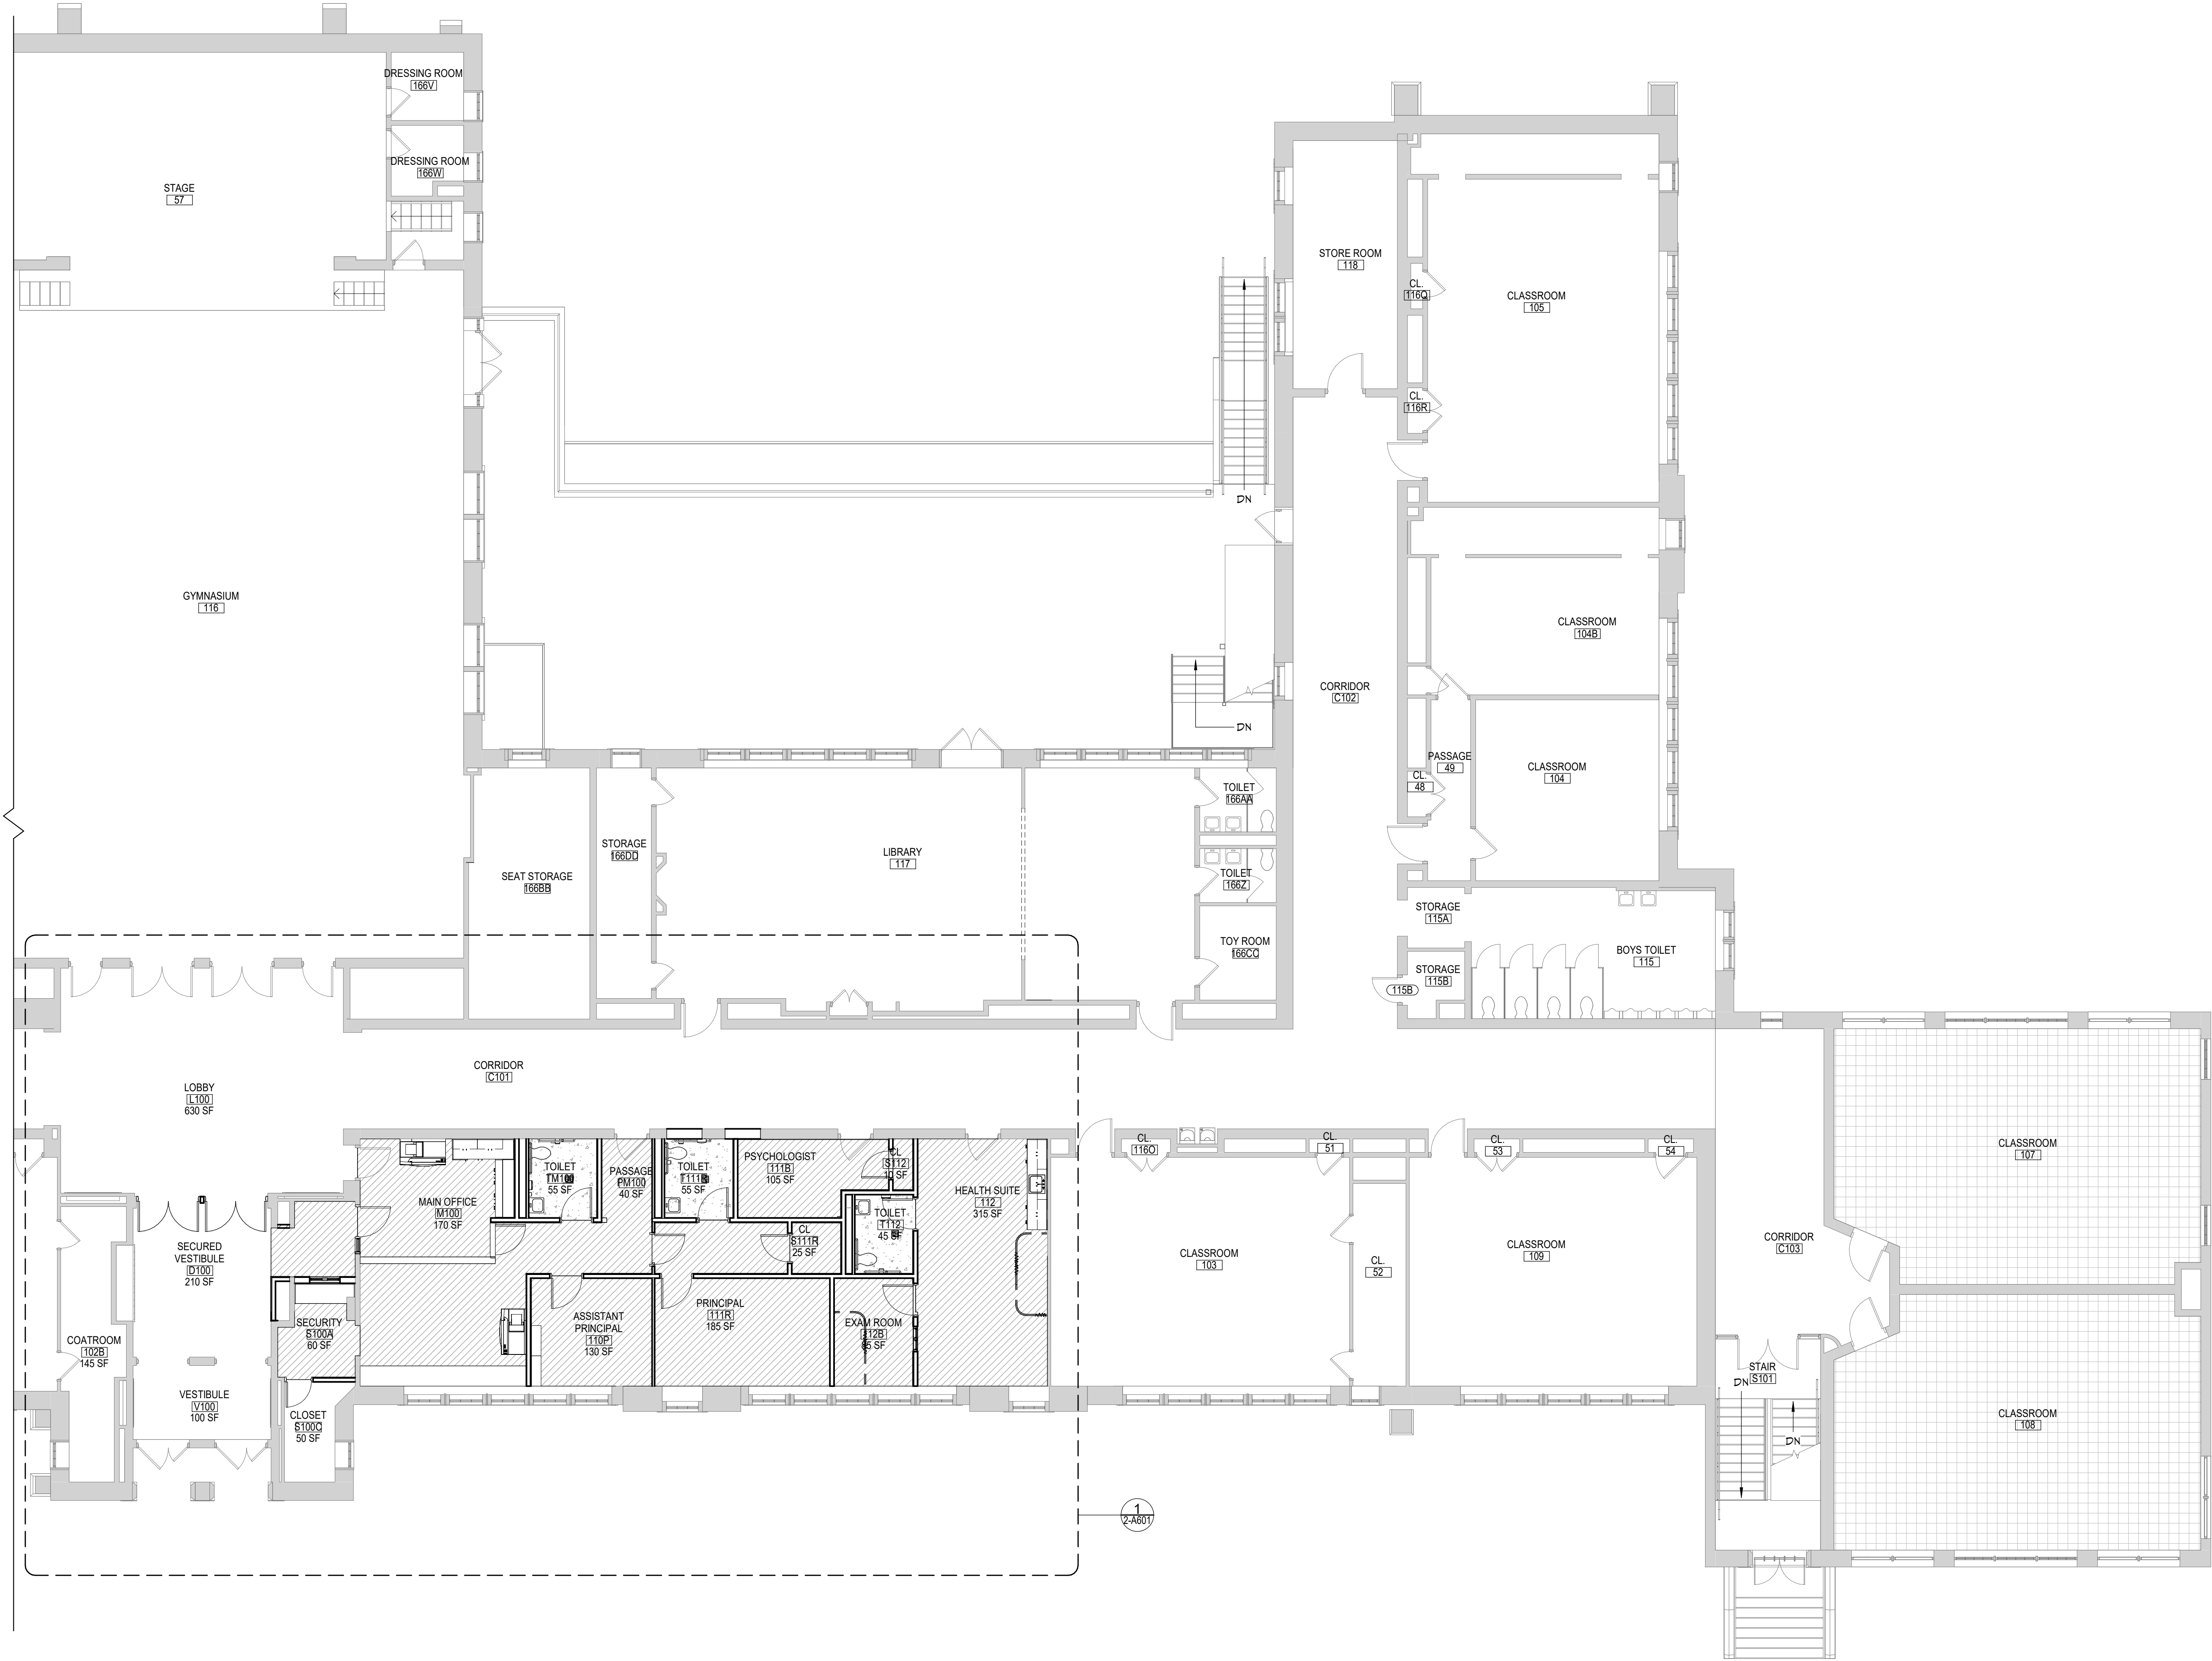 DRESSING ROOM
166V
DRESSING ROOM
166W
STAGE
57
STORE ROOM
118
CL.
116Q
CLASSROOM
105
CL.
116R
DN
GYMNASIUM
116
CLASSROOM
104B
CORRIDOR
C102
DN
PASSAGE
49
CLASSROOM
104
CL.
48
TOILET
166AA
STORAGE
166DD
LIBRARY
117
SEAT STORAGE
166BB
TOILET
166Z
STORAGE
115A
TOY ROOM
166CC
BOYS TOILET
115
STORAGE
115B
115B
CORRIDOR
C101
LOBBY
L100
630 SF
CL.
116O
CL.
51
CL.
53
CL.
54
CLASSROOM
107
TOILET
55 SF
PASSAGE
PM100
40 SF
TOILET
55 SF
PSYCHOLOGIST
111B
105 SF
CL
S112
10 SF
HEALTH SUITE
112
315 SF
MAIN OFFICE
M100
170 SF
TOILET
T112
45 SF
CL
S111R
25 SF
SECURED
VESTIBULE
D100
210 SF
CLASSROOM
103
CL.
52
CLASSROOM
109
CORRIDOR
C103
COATROOM
102B
145 SF
SECURITY
S100A
60 SF
ASSISTANT
PRINCIPAL
110P
130 SF
PRINCIPAL
111R
185 SF
EXAM ROOM
112B
STAIR
S101
DN
DN
VESTIBULE
V100
100 SF
CLOSET
S100C
50 SF
CLASSROOM
108
1
2-A601